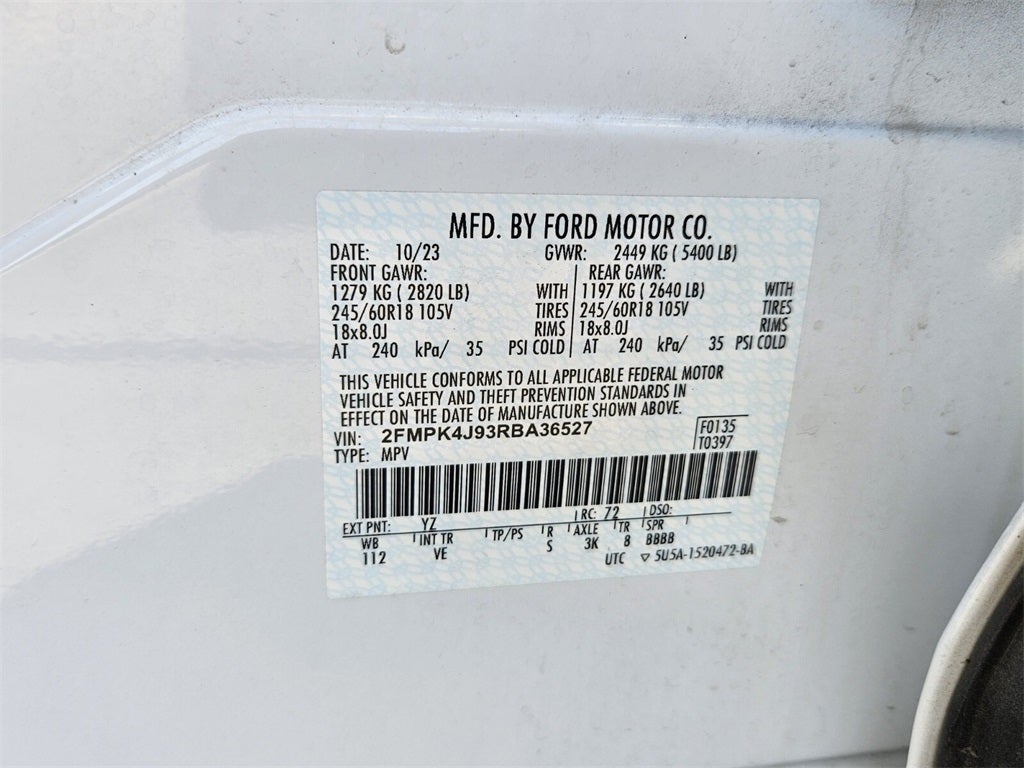 MFD. BY FORD MOTOR CO.
DATE: 10/23 GVWR: 2449 KG ( 5400 LB)
FRONT GAWR: REAR GAWR:
1279 KG ( 2820 LB) WITH 1197 KG ( 2640 LB) WITH
245/60R18 105V TIRES 245/60R18 105V TIRES
18x8.0J RIMS 18x8.0J RIMS
AT 240 kPa/ 35 PSI COLD AT 240 kPa/ 35 PSI COLD
THIS VEHICLE CONFORMS TO ALL APPLICABLE FEDERAL MOTOR
VEHICLE SAFETY AND THEFT PREVENTION STANDARDS IN
EFFECT ON THE DATE OF MANUFACTURE SHOWN ABOVE.
VIN: 2FMPK4J93RBA36527 F0135
TYPE: MPV T0397
EXT PNT: YZ RC: 72 DSO:
WB INT TR TP/PS R AXLE TR SPR
112 VE S 3K 8 BBBB
UTC ▽ 5U5A-1520472-BA